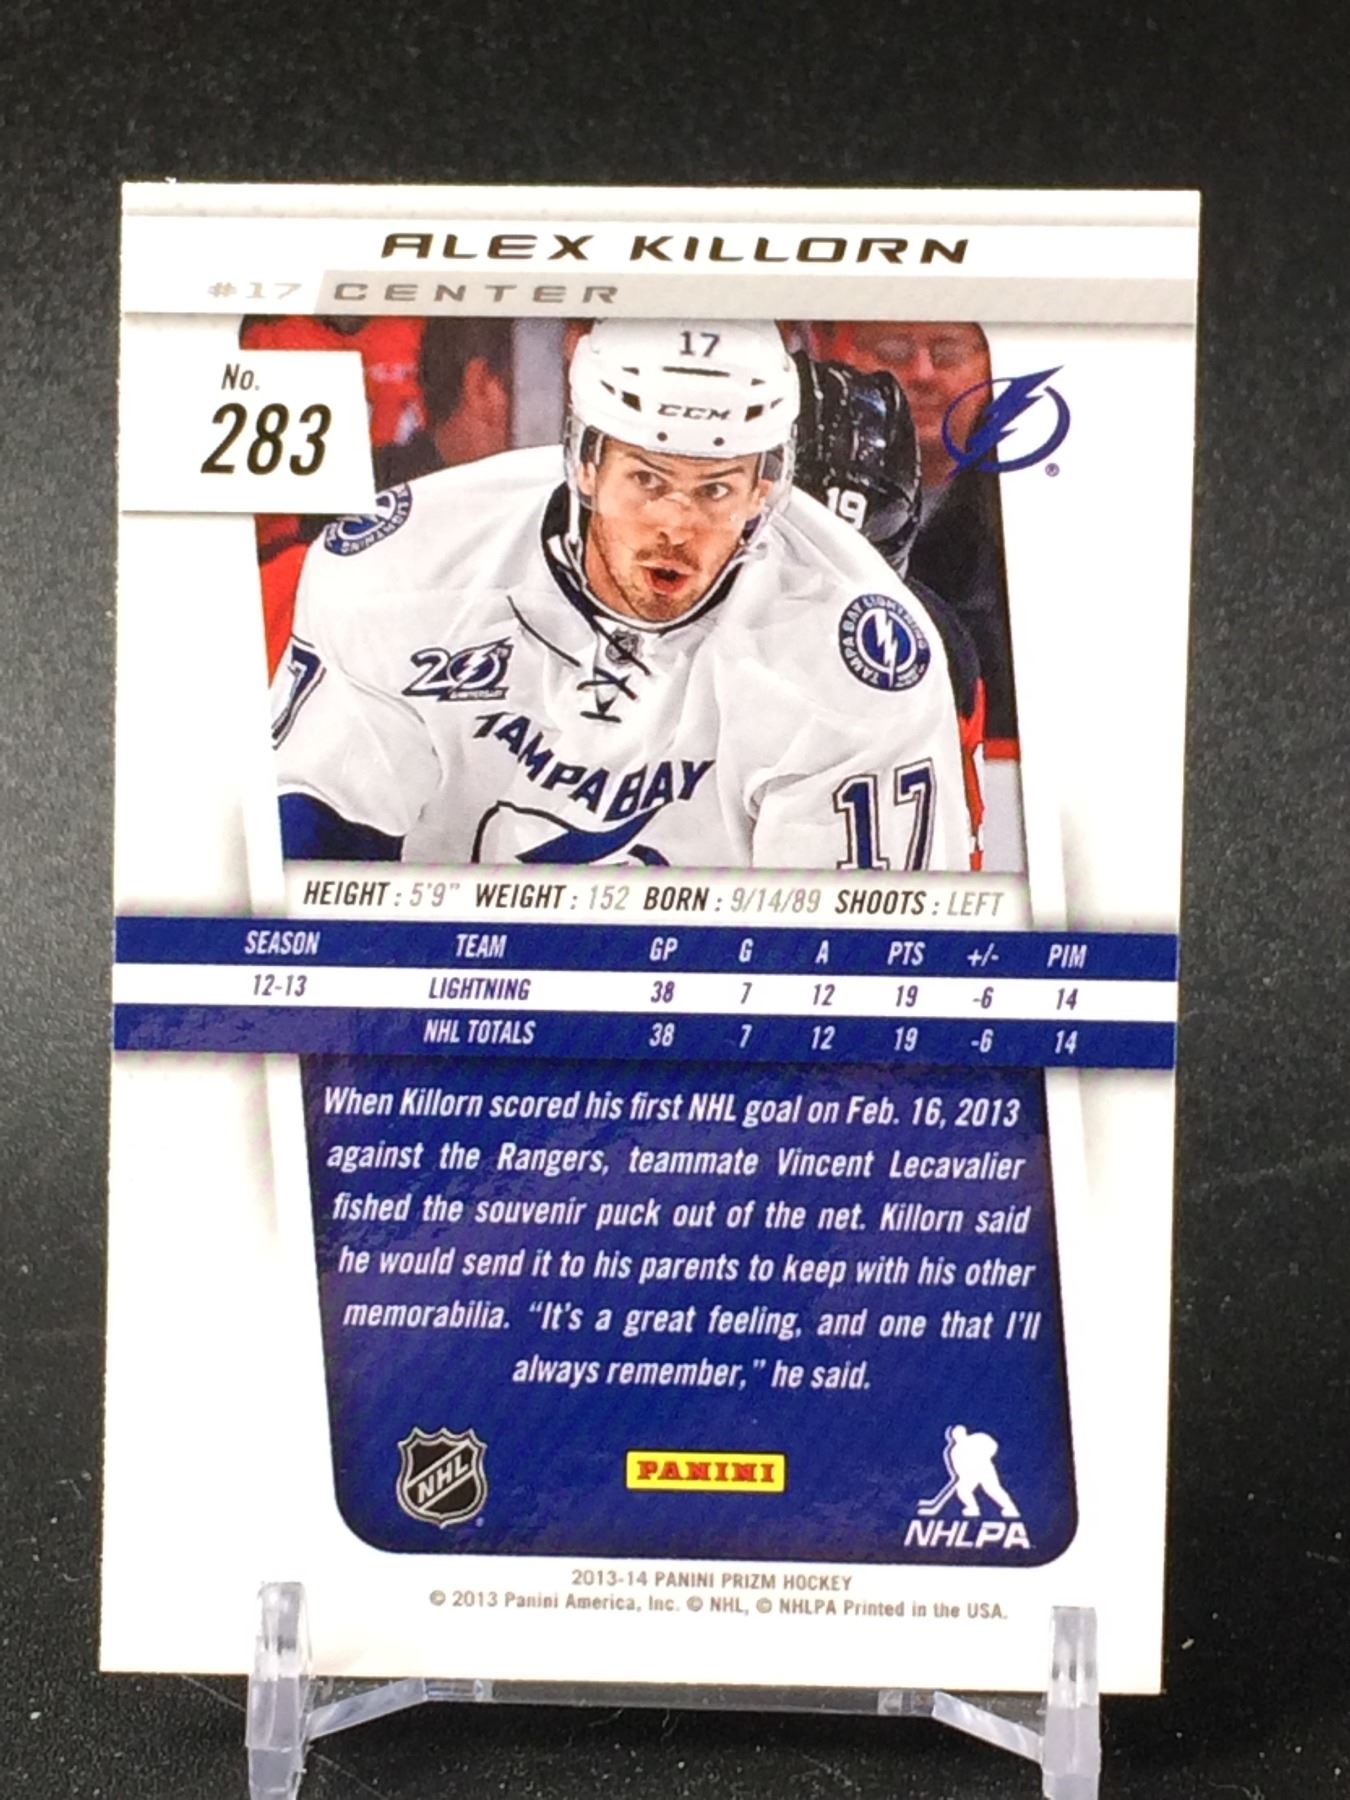 ALEX KILLORN
#17 CENTER
No.
283
17
CCM
19
20TH
ANNIVERSARY
TAMPA BAY LIGHTNING
TAMPA BAY
17
HEIGHT : 5'9" WEIGHT : 152 BORN : 9/14/89 SHOOTS : LEFT
SEASON TEAM GP G A PTS +/- PIM
12-13 LIGHTNING 38 7 12 19 -6 14
NHL TOTALS 38 7 12 19 -6 14
When Killorn scored his first NHL goal on Feb. 16, 2013
against the Rangers, teammate Vincent Lecavalier
fished the souvenir puck out of the net. Killorn said
he would send it to his parents to keep with his other
memorabilia. "It's a great feeling, and one that I'll
always remember," he said.
NHL
PANINI
NHLPA
2013-14 PANINI PRIZM HOCKEY
© 2013 Panini America, Inc. © NHL, © NHLPA Printed in the USA.